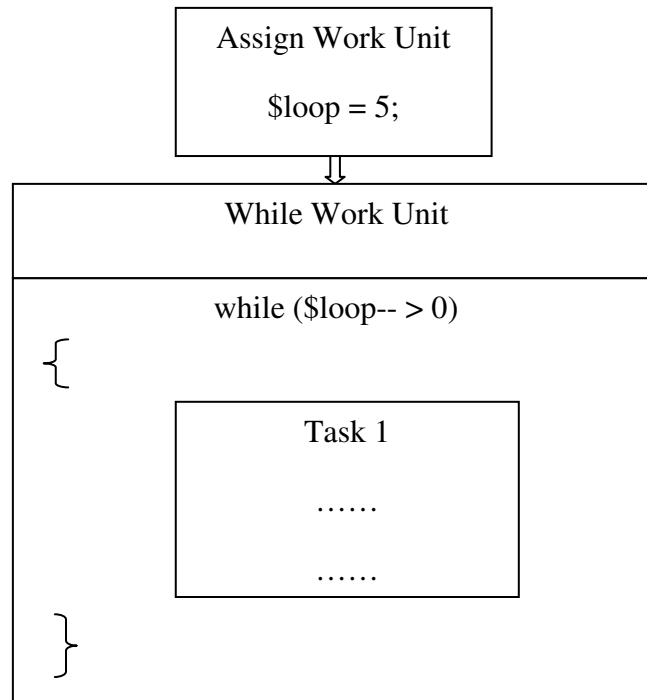 Assign Work Unit
$loop = 5;
While Work Unit
while ($loop-- > 0)
{
Task 1
……
……
}